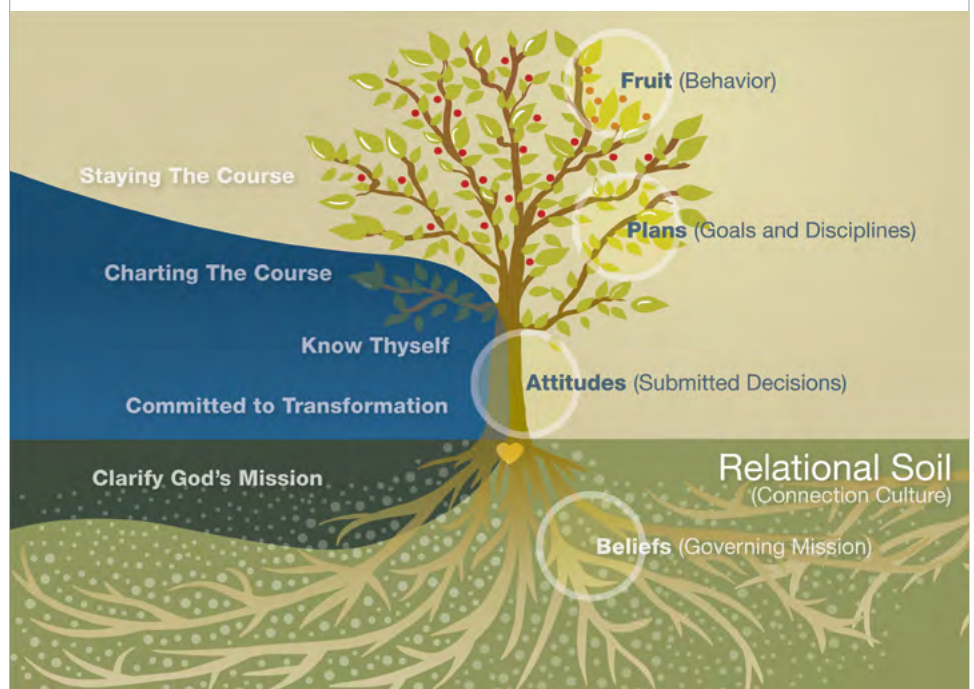 Fruit (Behavior)
Staying The Course
Plans (Goals and Disciplines)
Charting The Course
Know Thyself
Attitudes (Submitted Decisions)
Committed to Transformation
Clarify God's Mission
Relational Soil
(Connection Culture)
Beliefs (Governing Mission)